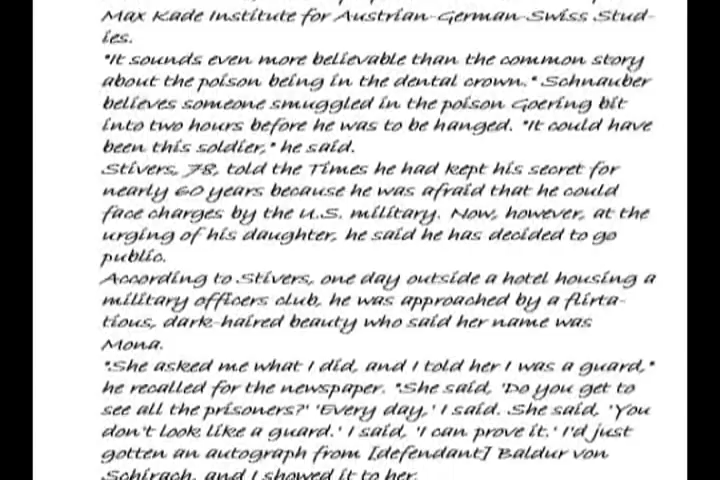 Max Kade Institute for Austrian-German-Swiss Stud-
ies.
"It sounds even more believable than the common story
about the poison being in the dental crown." Schnauber
believes someone smuggled in the poison Goering bit
into two hours before he was to be hanged. "It could have
been this soldier," he said.
Stivers, 78, told the Times he had kept his secret for
nearly 60 years because he was afraid that he could
face charges by the U.S. military. Now, however, at the
urging of his daughter, he said he has decided to go
public.
According to Stivers, one day outside a hotel housing a
military officers club, he was approached by a flirta-
tious, dark-haired beauty who said her name was
Mona.
"She asked me what I did, and I told her I was a guard,"
he recalled for the newspaper. "She said, 'Do you get to
see all the prisoners?' 'Every day,' I said. She said, 'You
don't look like a guard.' I said, 'I can prove it.' I'd just
gotten an autograph from [defendant] Baldur von
Schirach, and I showed it to her.